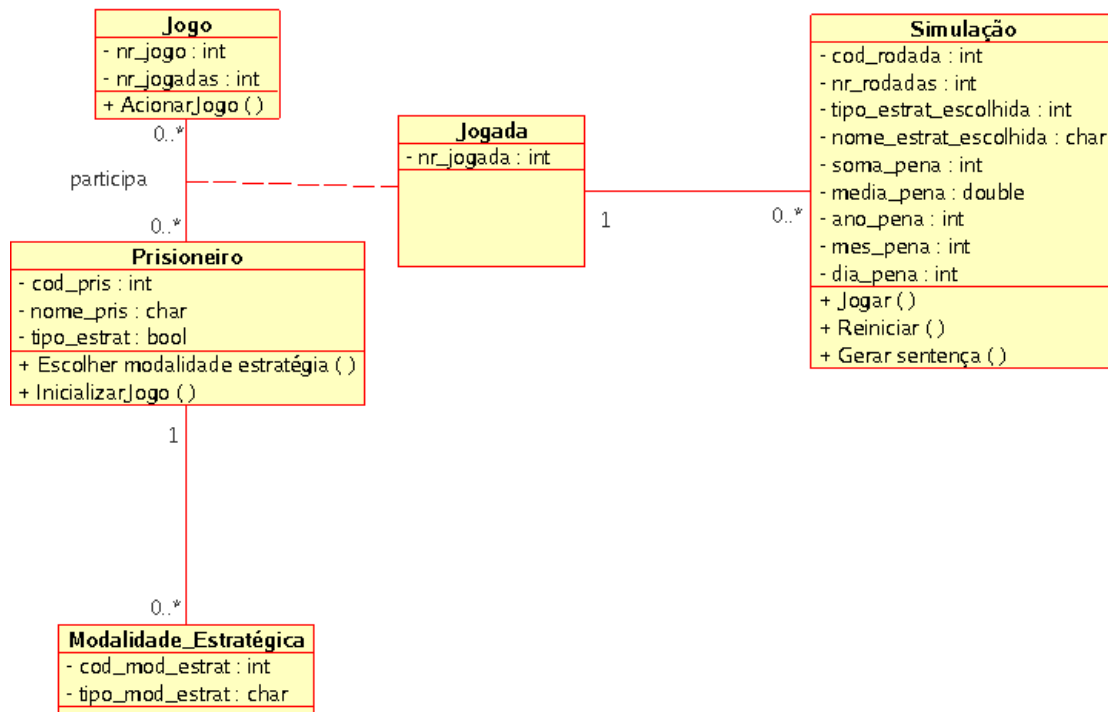 Jogo
- nr_jogo : int
- nr_jogadas : int
+ AcionarJogo ( )
0..*
participa
0..*
Prisioneiro
- cod_pris : int
- nome_pris : char
- tipo_estrat : bool
+ Escolher modalidade estratégia ( )
+ InicializarJogo ( )
1
0..*
Modalidade_Estratégica
- cod_mod_estrat : int
- tipo_mod_estrat : char
Jogada
- nr_jogada : int
1
0..*
Simulação
- cod_rodada : int
- nr_rodadas : int
- tipo_estrat_escolhida : int
- nome_estrat_escolhida : char
- soma_pena : int
- media_pena : double
- ano_pena : int
- mes_pena : int
- dia_pena : int
+ Jogar ( )
+ Reiniciar ( )
+ Gerar sentença ( )